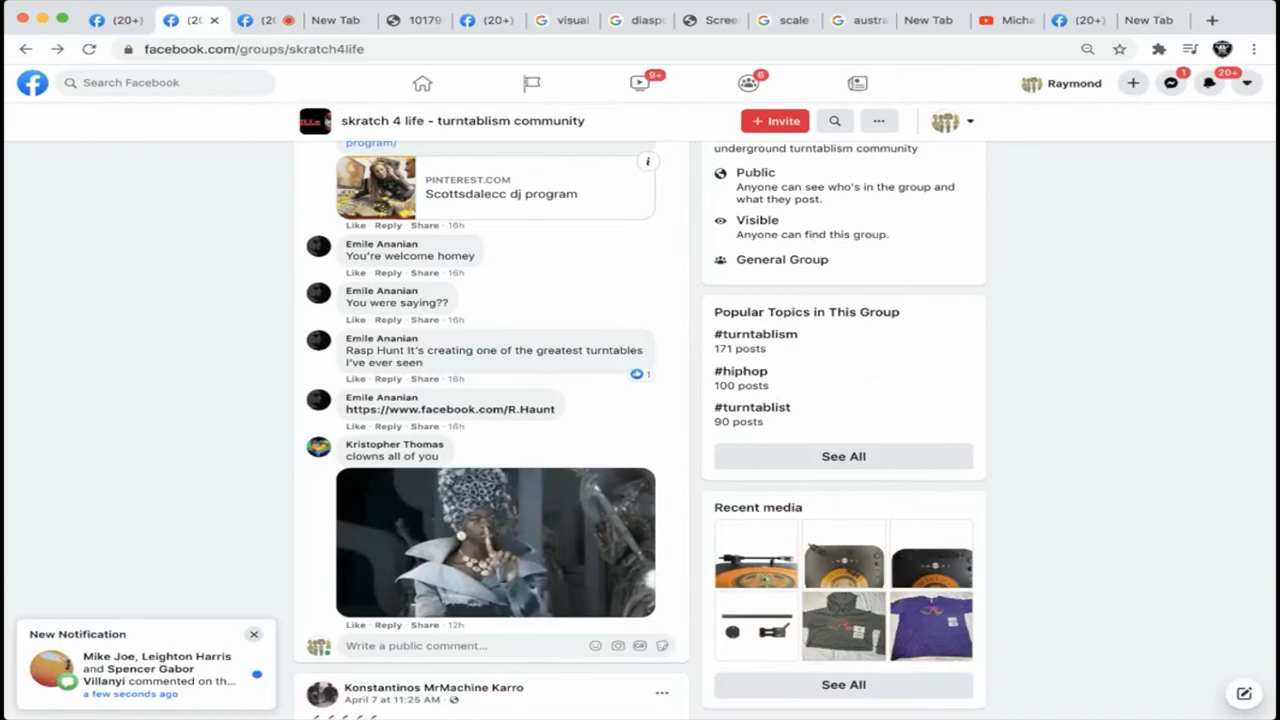 (20+)
(20
(20
New Tab
10179
(20+)
visual
diaspo
Scree
scale
austra
New Tab
Micha
(20+)
New Tab
facebook.com/groups/skratch4life
Search Facebook
9+
6
Raymond
1
20+
skratch 4 life - turntablism community
+ Invite
program/
PINTEREST.COM
Scottsdalecc dj program
Like · Reply · Share · 16h
Emile Ananian
You're welcome homey
Like · Reply · Share · 16h
Emile Ananian
You were saying??
Like · Reply · Share · 16h
Emile Ananian
Rasp Hunt It's creating one of the greatest turntables
I've ever seen
1
Like · Reply · Share · 16h
Emile Ananian
https://www.facebook.com/R.Haunt
Like · Reply · Share · 16h
Kristopher Thomas
clowns all of you
Like · Reply · Share · 12h
Write a public comment...
GIF
Konstantinos MrMachine Karro
April 7 at 11:25 AM ·
underground turntablism community
Public
Anyone can see who's in the group and
what they post.
Visible
Anyone can find this group.
General Group
Popular Topics in This Group
#turntablism
171 posts
#hiphop
100 posts
#turntablist
90 posts
See All
Recent media
See All
New Notification
Mike Joe, Leighton Harris
and Spencer Gabor
Villanyi commented on th...
a few seconds ago